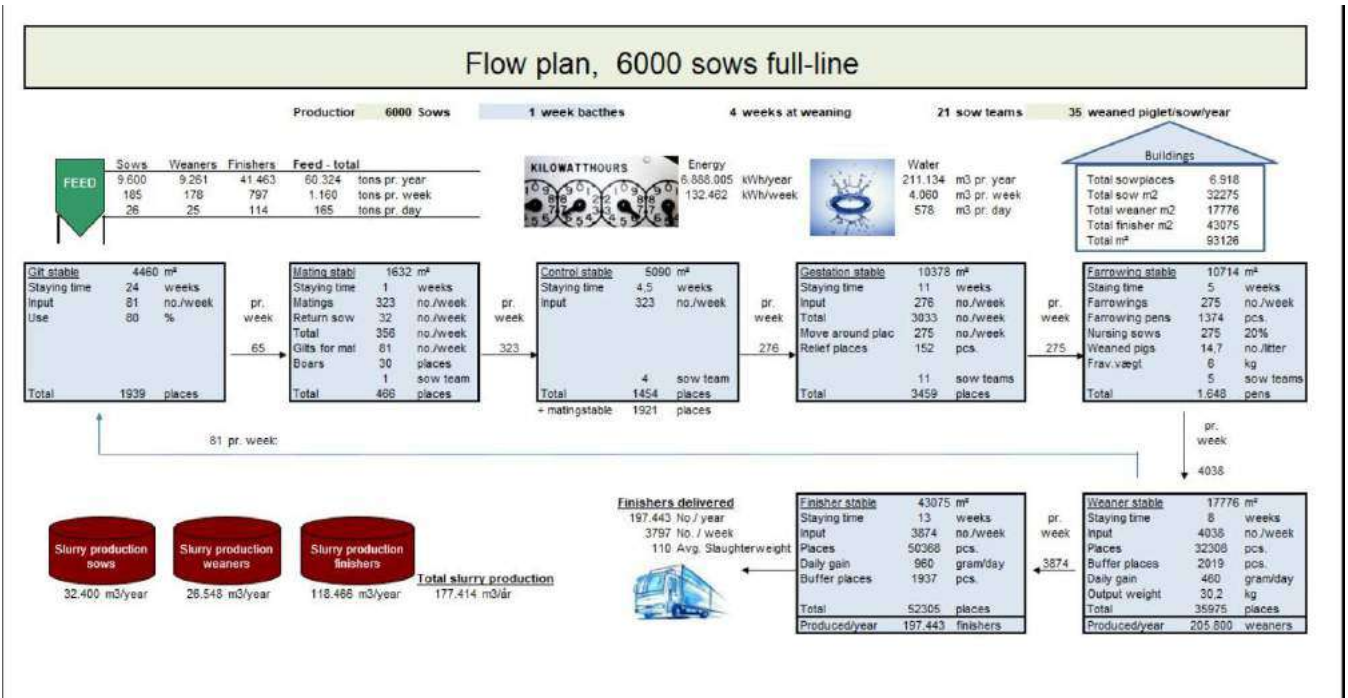 Flow plan, 6000 sows full-line
Productior 6000 Sows 1 week bacthes 4 weeks at weaning 21 sow teams 35 weaned piglet/sow/year
FEED
Sows Weaners Finishers Feed - total
9.600 9.261 41.463 60.324 tons pr. year
185 178 797 1.160 tons pr. week
26 25 114 165 tons pr. day
KILOWATTHOURS
Energy
6.888.005 kWh/year
132.462 kWh/week
Water
211.134 m3 pr. year
4.060 m3 pr. week
578 m3 pr. day
Buildings
Total sowplaces 6.918
Total sow m2 32275
Total weaner m2 17776
Total finisher m2 43075
Total m² 93126
Gilt stable 4460 m²
Staying time 24 weeks
Input 81 no./week
Use 80 %
Total 1939 places
pr.
week
65
Mating stabl 1632 m²
Staying time 1 weeks
Matings 323 no./week
Return sow 32 no./week
Total 356 no./week
Gilts for mat 81 no./week
Boars 30 places
1 sow team
Total 466 places
pr.
week
323
Control stable 5090 m²
Staying time 4,5 weeks
Input 323 no./week
4 sow team
Total 1454 places
+ matingstable 1921 places
pr.
week
276
Gestation stable 10378 m²
Staying time 11 weeks
Input 276 no./week
Total 3033 no./week
Move around plac 275 no./week
Relief places 152 pcs.
11 sow teams
Total 3459 places
pr.
week
275
Farrowing stable 10714 m²
Staing time 5 weeks
Farrowings 275 no./week
Farrowing pens 1374 pcs.
Nursing sows 275 20%
Weaned pigs 14,7 no./litter
Frav.vægt 6 kg
5 sow teams
Total 1.648 pens
pr.
week
4038
81 pr. week:
Slurry production
sows
32.400 m3/year
Slurry production
weaners
26.548 m3/year
Slurry production
finishers
118.466 m3/year
Total slurry production
177.414 m3/år
Finishers delivered
197.443 No./ year
3797 No. / week
110 Avg. Slaughterweight
Finisher stable 43075 m²
Staying time 13 weeks
Input 3874 no./week
Places 50368 pcs.
Daily gain 960 gram/day
Buffer places 1937 pcs.
Total 52305 places
Produced/year 197.443 finishers
pr.
week
3874
Weaner stable 17776 m²
Staying time 8 weeks
Input 4038 no./week
Places 32308 pcs.
Buffer places 2019 pcs.
Daily gain 460 gram/day
Output weight 30,2 kg
Total 35975 places
Produced/year 205.800 weaners